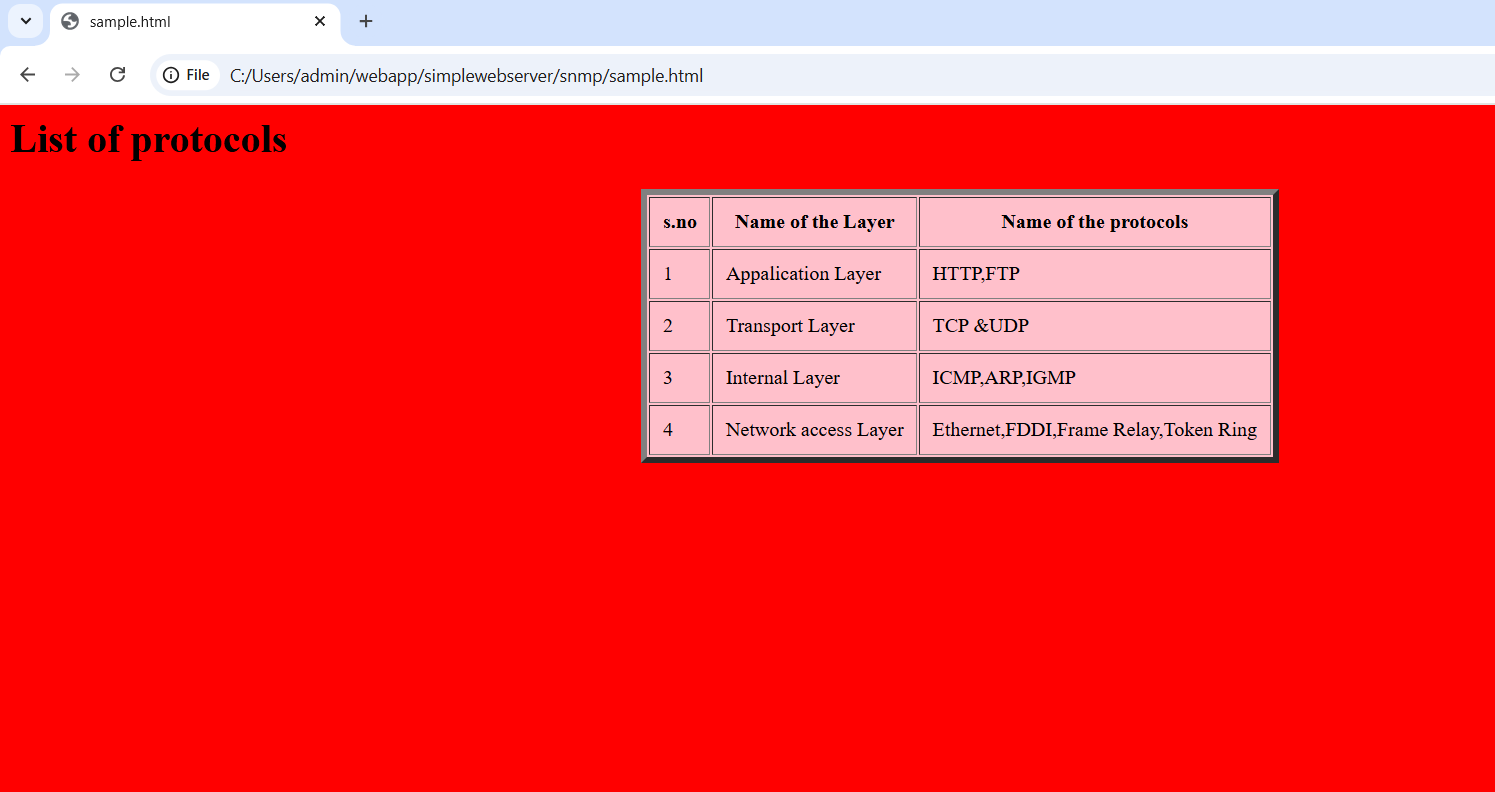 sample.html
File C:/Users/admin/webapp/simplewebserver/snmp/sample.html
List of protocols
s.no Name of the Layer Name of the protocols
1 Appalication Layer HTTP,FTP
2 Transport Layer TCP &UDP
3 Internal Layer ICMP,ARP,IGMP
4 Network access Layer Ethernet,FDDI,Frame Relay,Token Ring